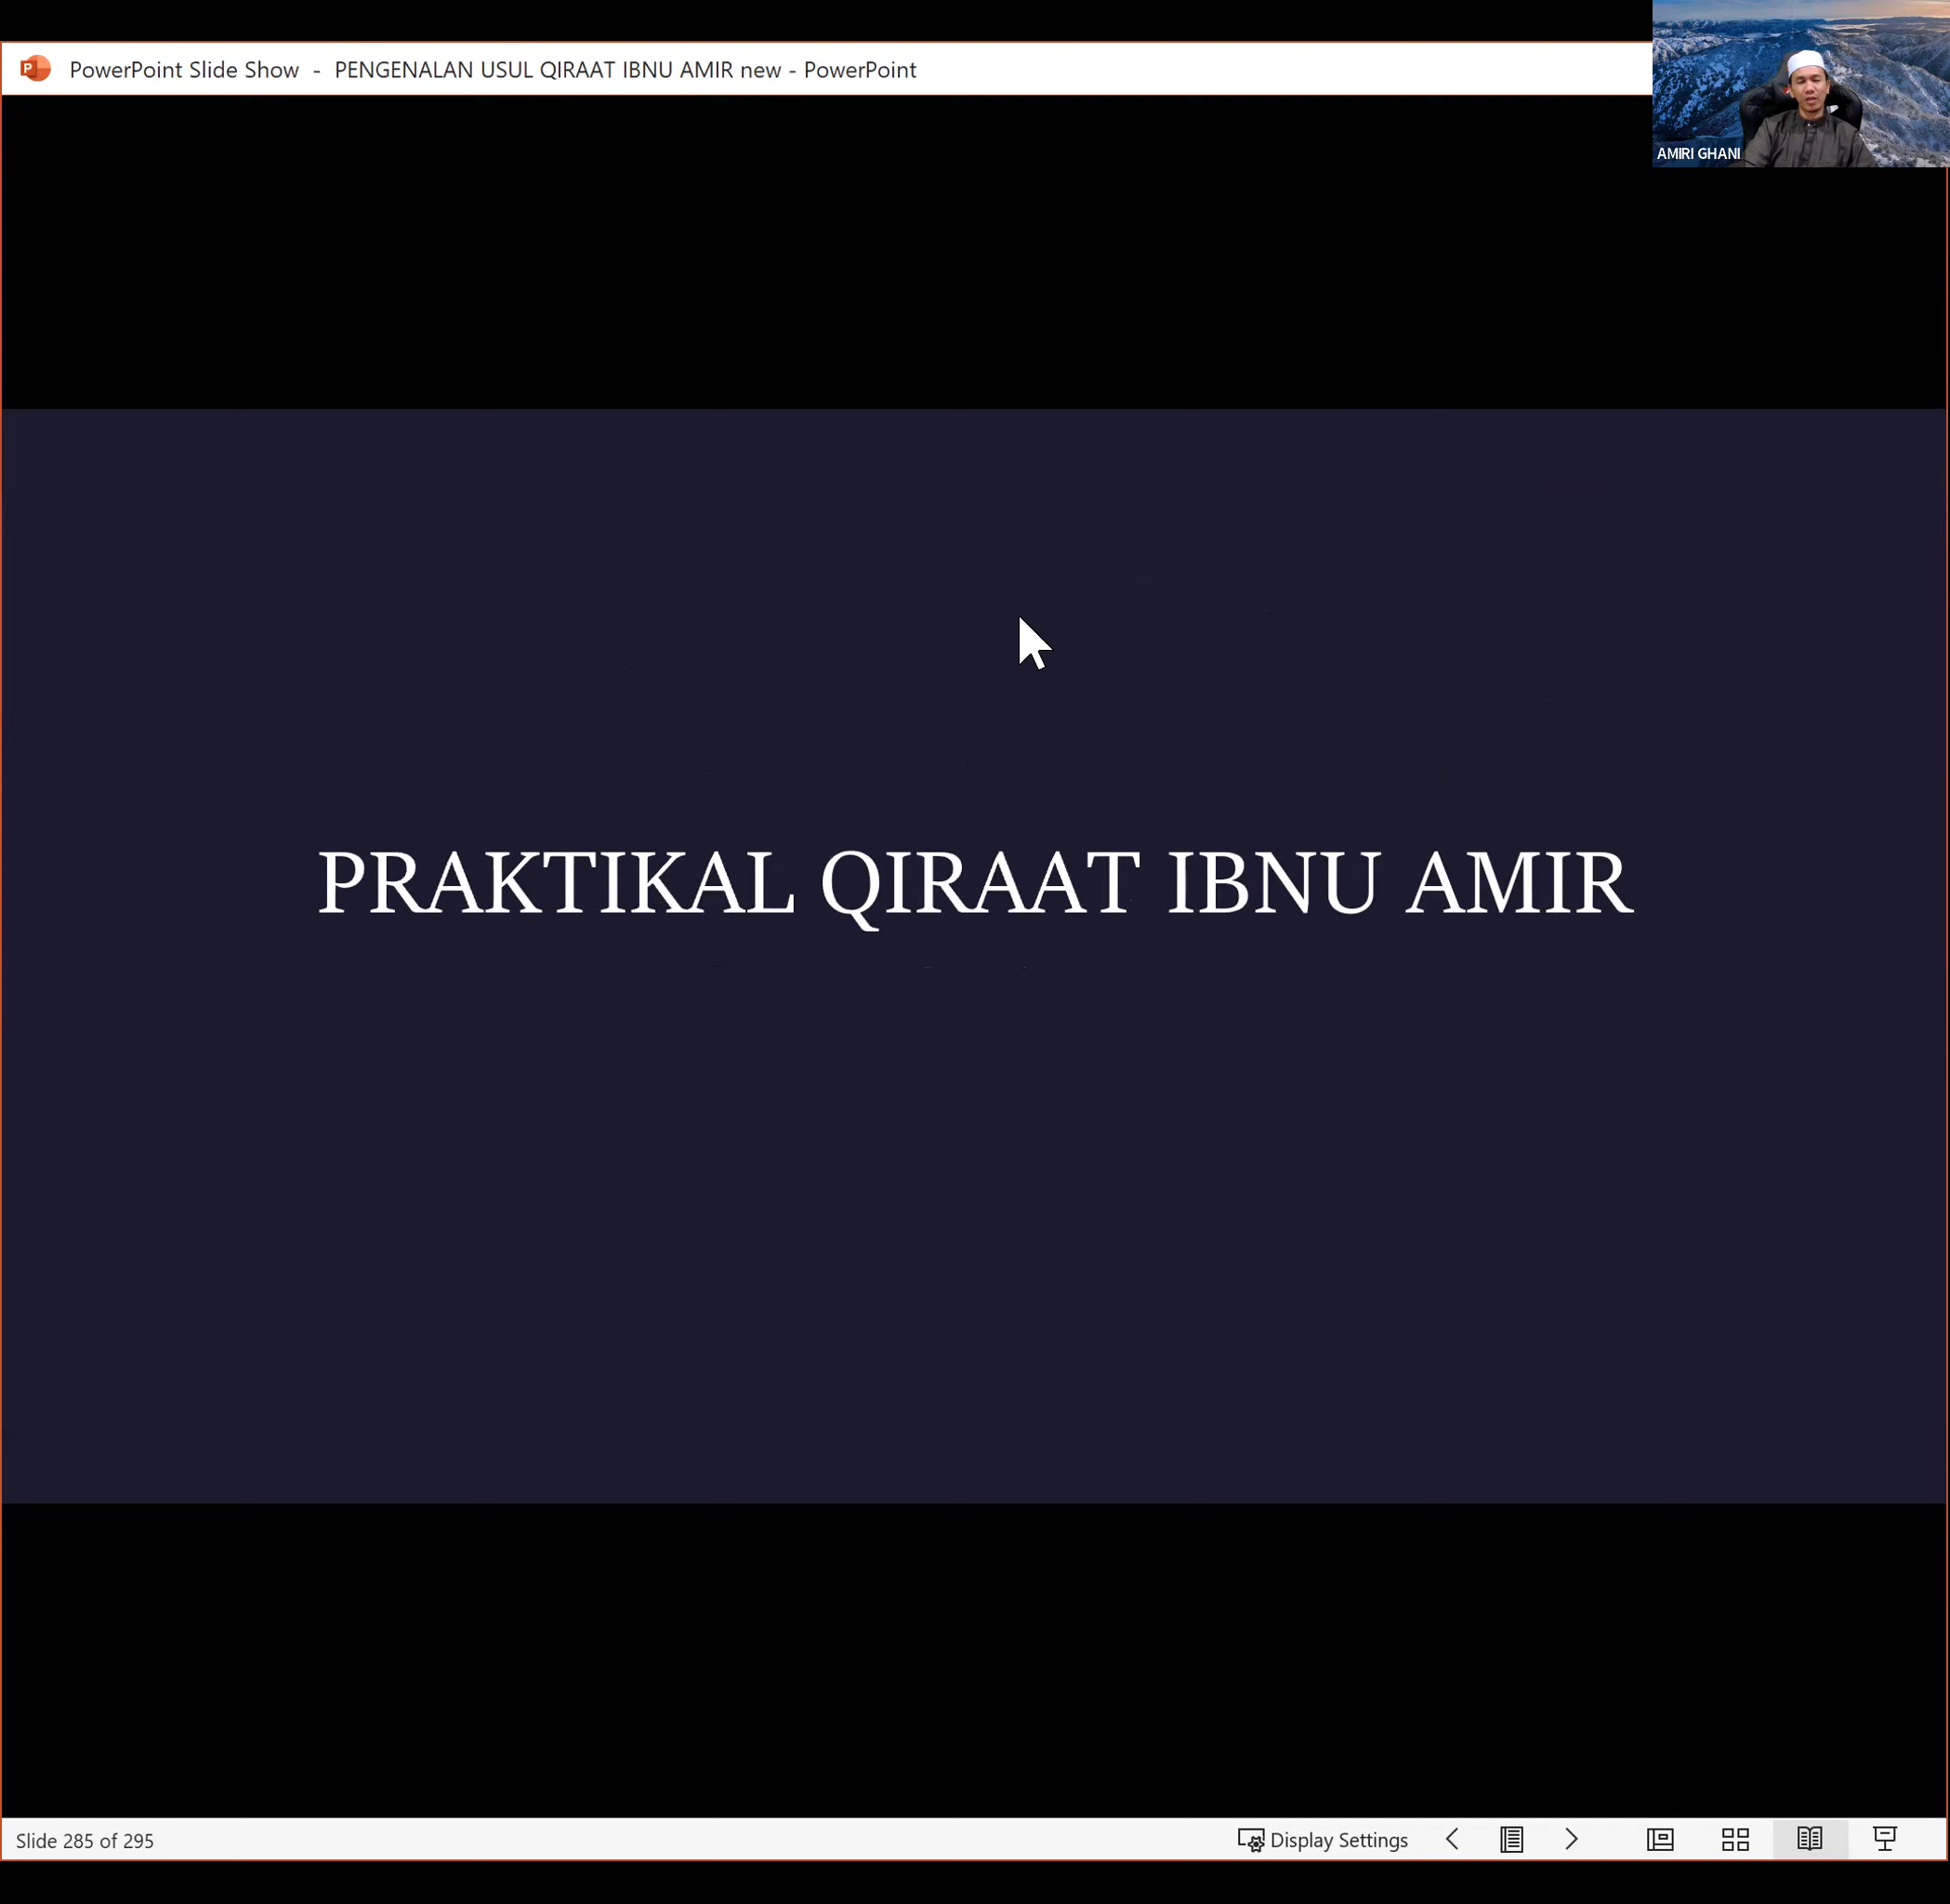 PowerPoint Slide Show - PENGENALAN USUL QIRAAT IBNU AMIR new - PowerPoint
AMIRI GHANI
PRAKTIKAL QIRAAT IBNU AMIR
Slide 285 of 295
Display Settings